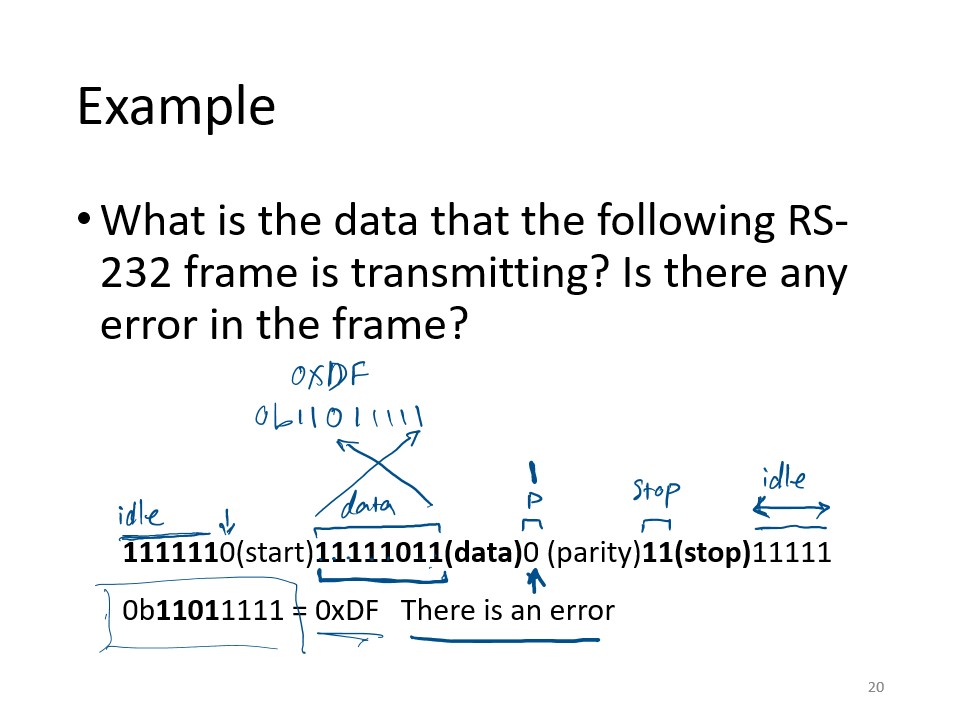 Example
• What is the data that the following RS-
232 frame is transmitting? Is there any
error in the frame?
0xDF
0b11011111
idle
data
1
P
Stop
idle
1111110(start)11111011(data)0 (parity)11(stop)11111
0b11011111 = 0xDF There is an error
20